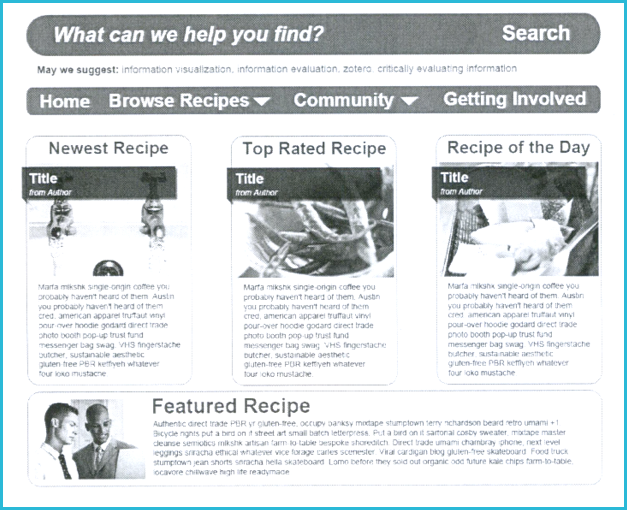 What can we help you find? Search
May we suggest: information visualization, information evaluation, zotero, critically evaluating information
Home Browse Recipes Community Getting Involved
Newest Recipe
Title
from Author
Marfa mlkshk single-origin coffee you
probably haven't heard of them. Austin
you probably haven't heard of them
cred, american apparel truffaut vinyl
pour-over hoodie godard direct trade
photo booth pop-up trust fund
messenger bag swag. VHS fingerstache
butcher, sustainable aesthetic
gluten-free PBR keffiyeh whatever
four loko mustache.
Top Rated Recipe
Title
from Author
Marfa mlkshk single-origin coffee you
probably haven't heard of them. Austin
you probably haven't heard of them
cred, american apparel truffaut vinyl
pour-over hoodie godard direct trade
photo booth pop-up trust fund
messenger bag swag. VHS fingerstache
butcher, sustainable aesthetic
gluten-free PBR keffiyeh whatever
four loko mustache.
Recipe of the Day
Title
from Author
Marfa mlkshk single-origin coffee you
probably haven't heard of them. Austin
you probably haven't heard of them
cred, american apparel truffaut vinyl
pour-over hoodie godard direct trade
photo booth pop-up trust fund
messenger bag swag. VHS fingerstache
butcher, sustainable aesthetic
gluten-free PBR keffiyeh whatever
four loko mustache.
Featured Recipe
Authentic direct trade PBR yr gluten-free, occupy banksy mixtape stumptown terry richardson beard retro umami +1.
Bicycle rights put a bird on it street art small batch letterpress. Put a bird on it sartorial cosby sweater, mixtape master
cleanse semiotics mlkshk artisan farm-to-table bespoke shoreditch. Direct trade umami chambray iphone, next level
leggings sriracha ethical whatever vice forage carles scenester. Viral cardigan blog gluten-free skateboard. Food truck
stumptown jean shorts sriracha hella skateboard. Lomo before they sold out organic odd future kale chips farm-to-table,
locavore chillwave high life readymade